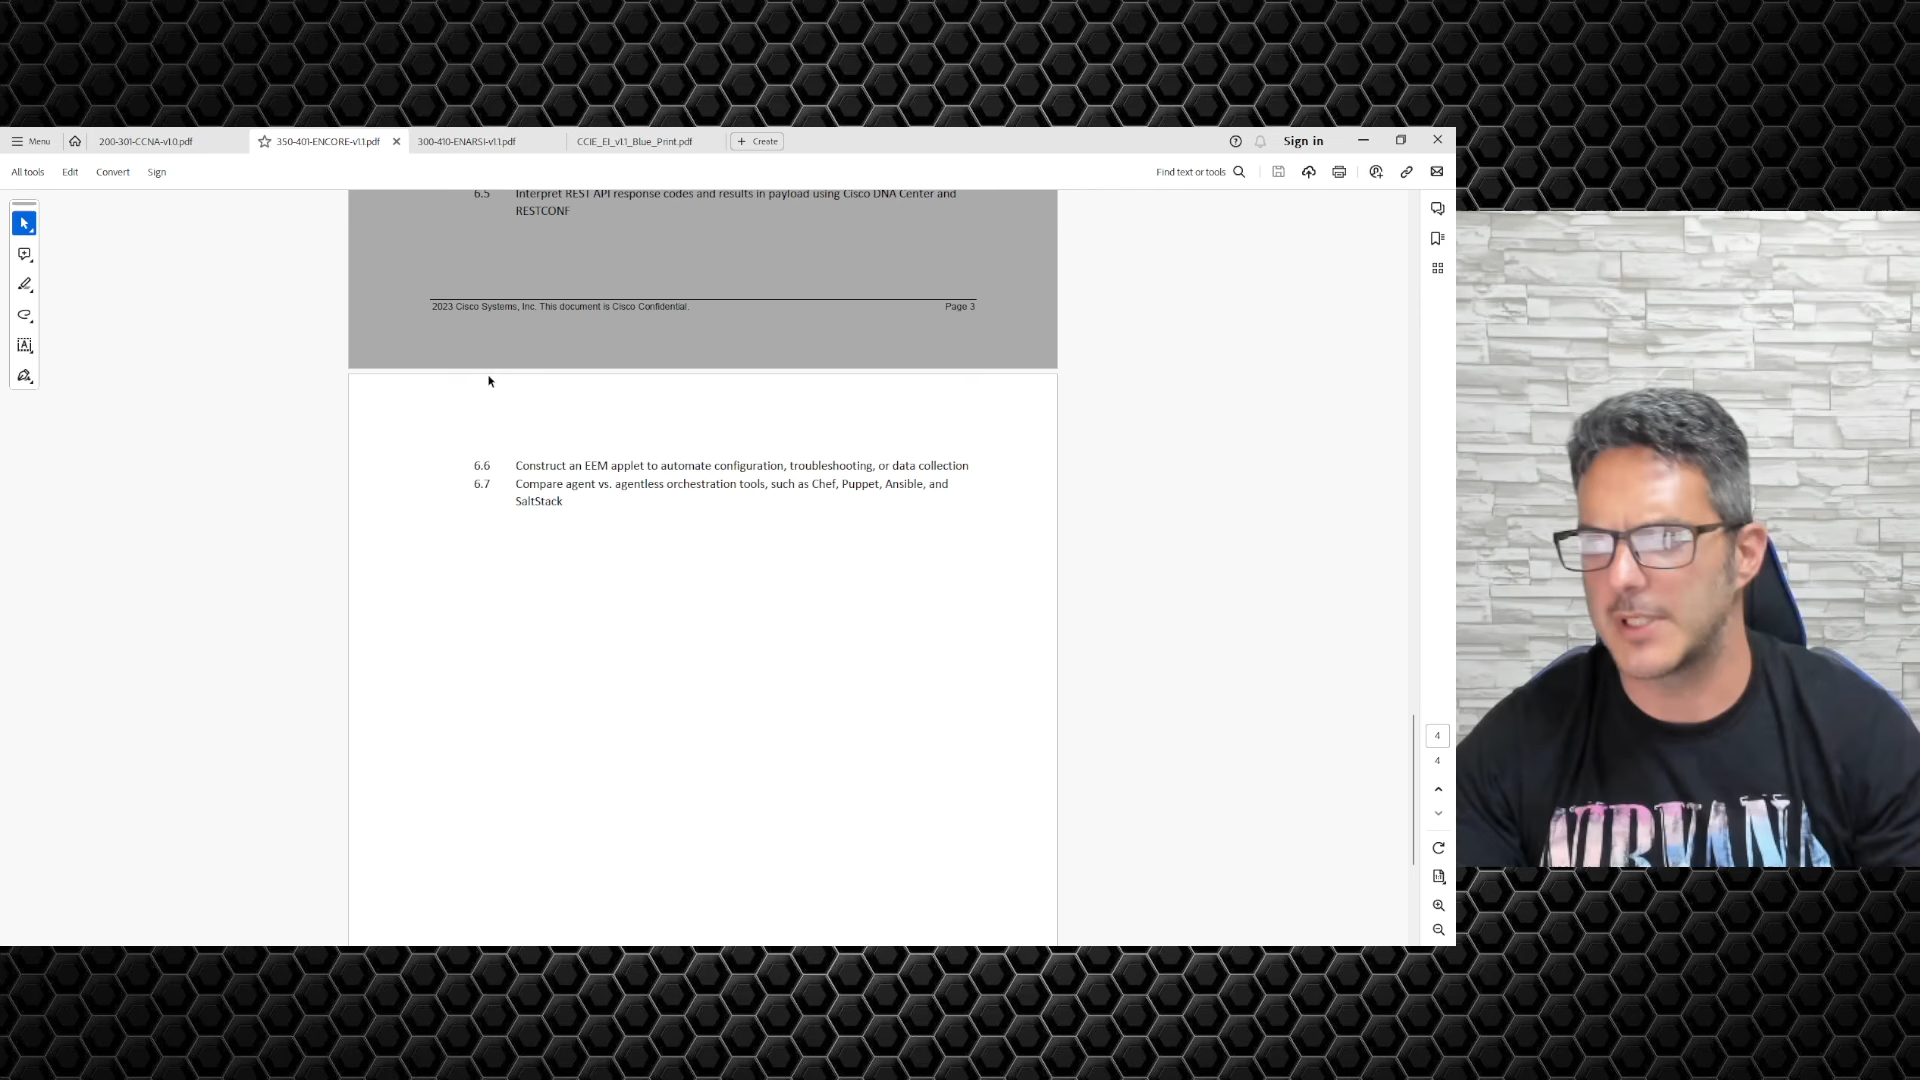 Menu
200-301-CCNA-v1.0.pdf
350-401-ENCORE-v1.1.pdf
300-410-ENARSI-v1.1.pdf
CCIE_EI_v1.1_Blue_Print.pdf
Create
Sign in
All tools
Edit
Convert
Sign
Find text or tools
6.5 Interpret REST API response codes and results in payload using Cisco DNA Center and
RESTCONF
2023 Cisco Systems, Inc. This document is Cisco Confidential.
Page 3
6.6 Construct an EEM applet to automate configuration, troubleshooting, or data collection
6.7 Compare agent vs. agentless orchestration tools, such as Chef, Puppet, Ansible, and
SaltStack
4
4
NIRVANA